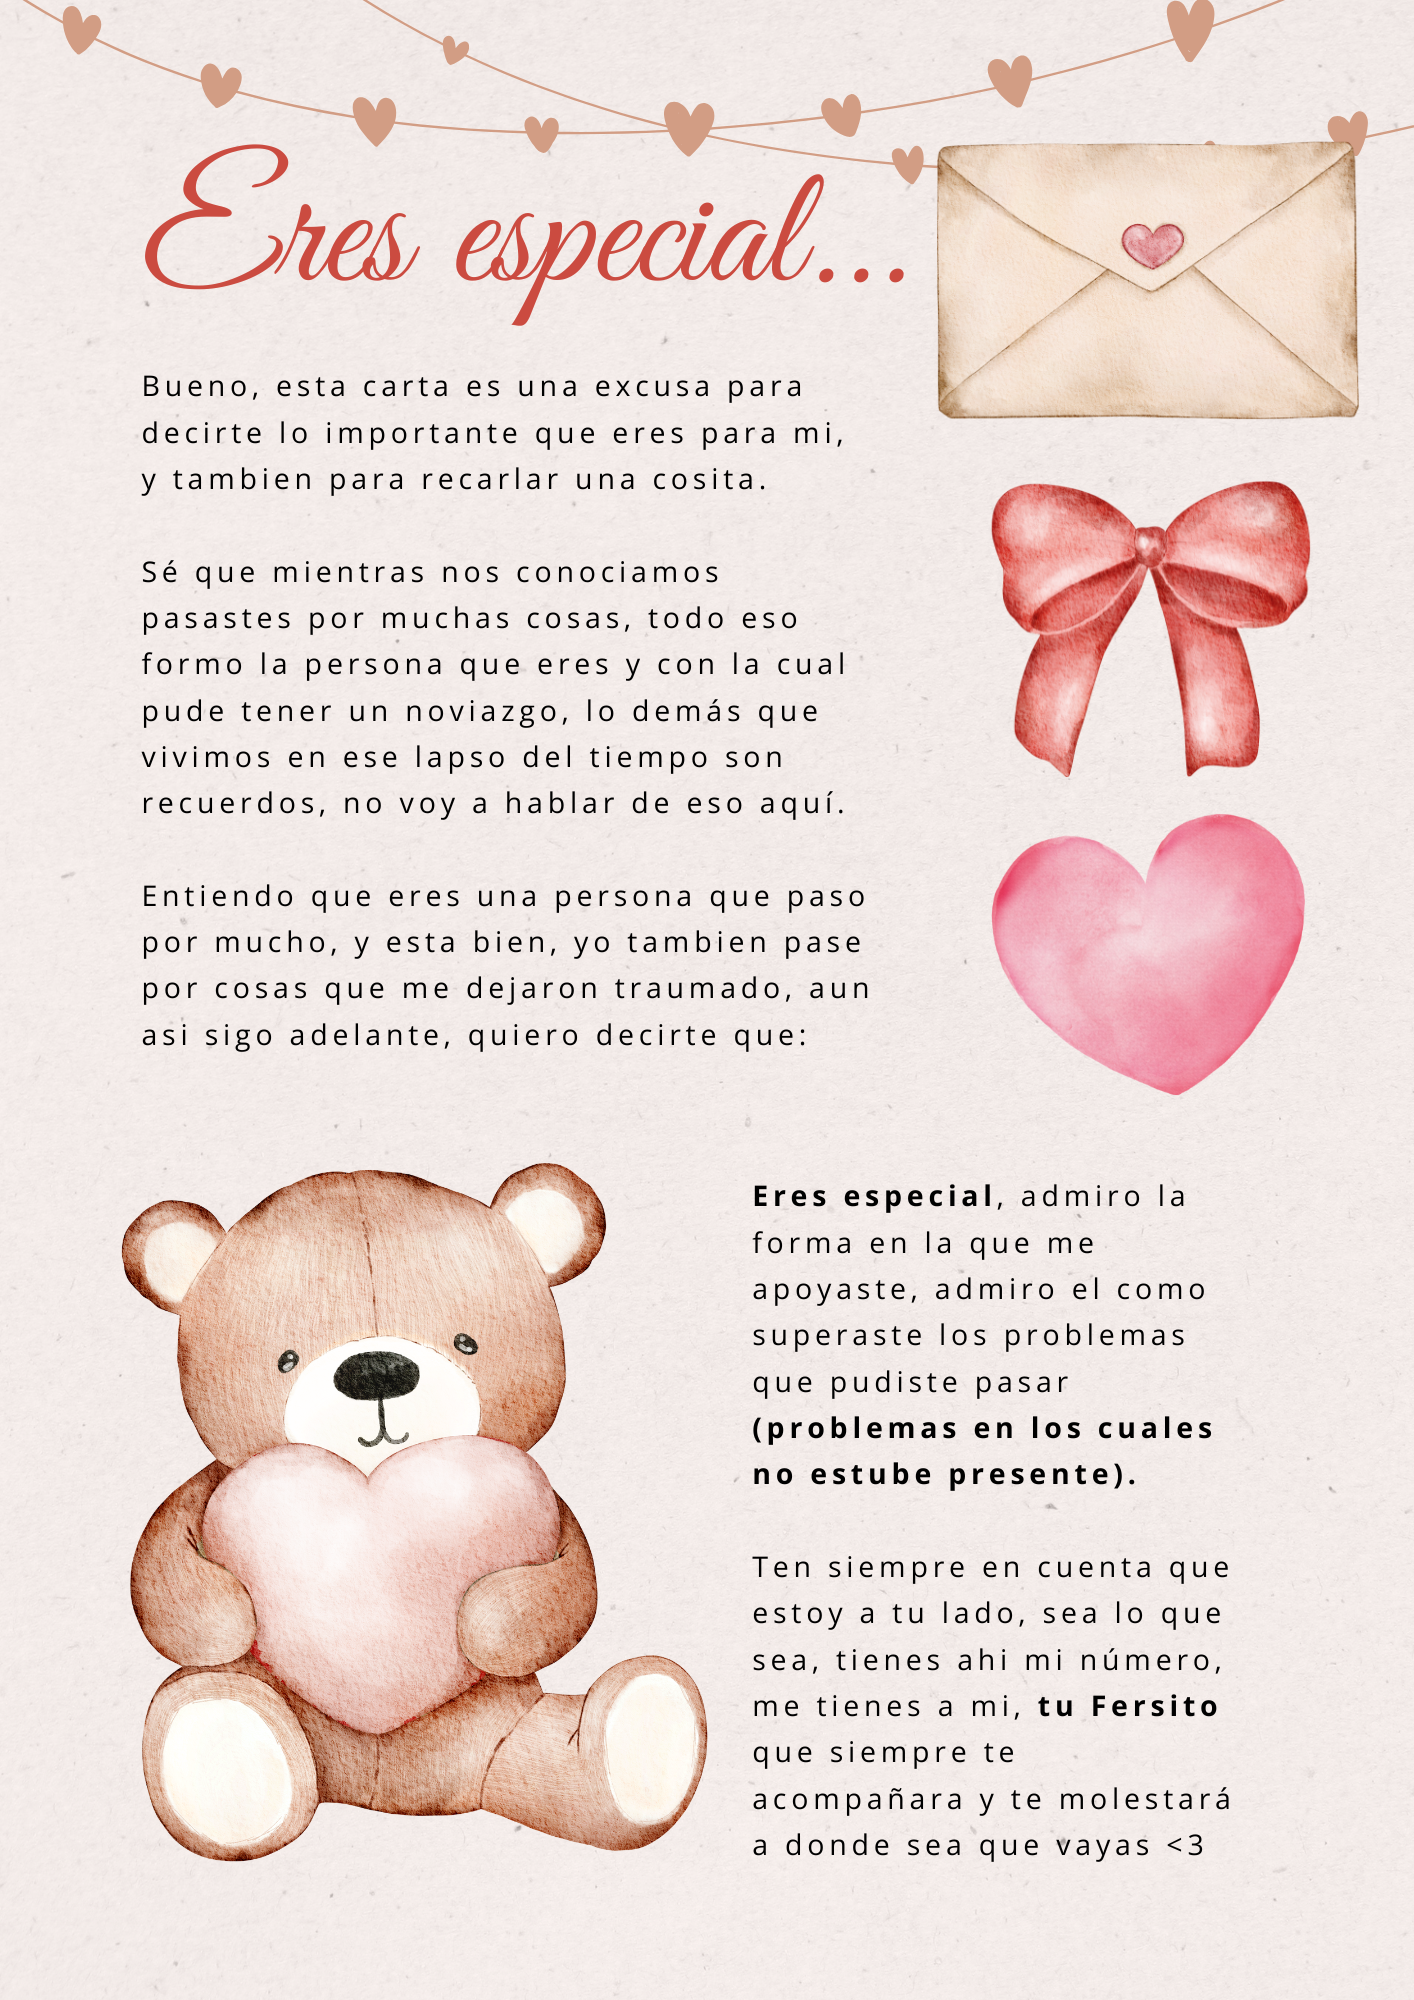 Eres especial...
Bueno, esta carta es una excusa para
decirte lo importante que eres para mi,
y tambien para recarlar una cosita.
Sé que mientras nos conociamos
pasastes por muchas cosas, todo eso
formo la persona que eres y con la cual
pude tener un noviazgo, lo demás que
vivimos en ese lapso del tiempo son
recuerdos, no voy a hablar de eso aquí.
Entiendo que eres una persona que paso
por mucho, y esta bien, yo tambien pase
por cosas que me dejaron traumado, aun
asi sigo adelante, quiero decirte que:
Eres especial, admiro la
forma en la que me
apoyaste, admiro el como
superaste los problemas
que pudiste pasar
(problemas en los cuales
no estube presente).
Ten siempre en cuenta que
estoy a tu lado, sea lo que
sea, tienes ahi mi número,
me tienes a mi, tu Fersito
que siempre te
acompañara y te molestará
a donde sea que vayas <3